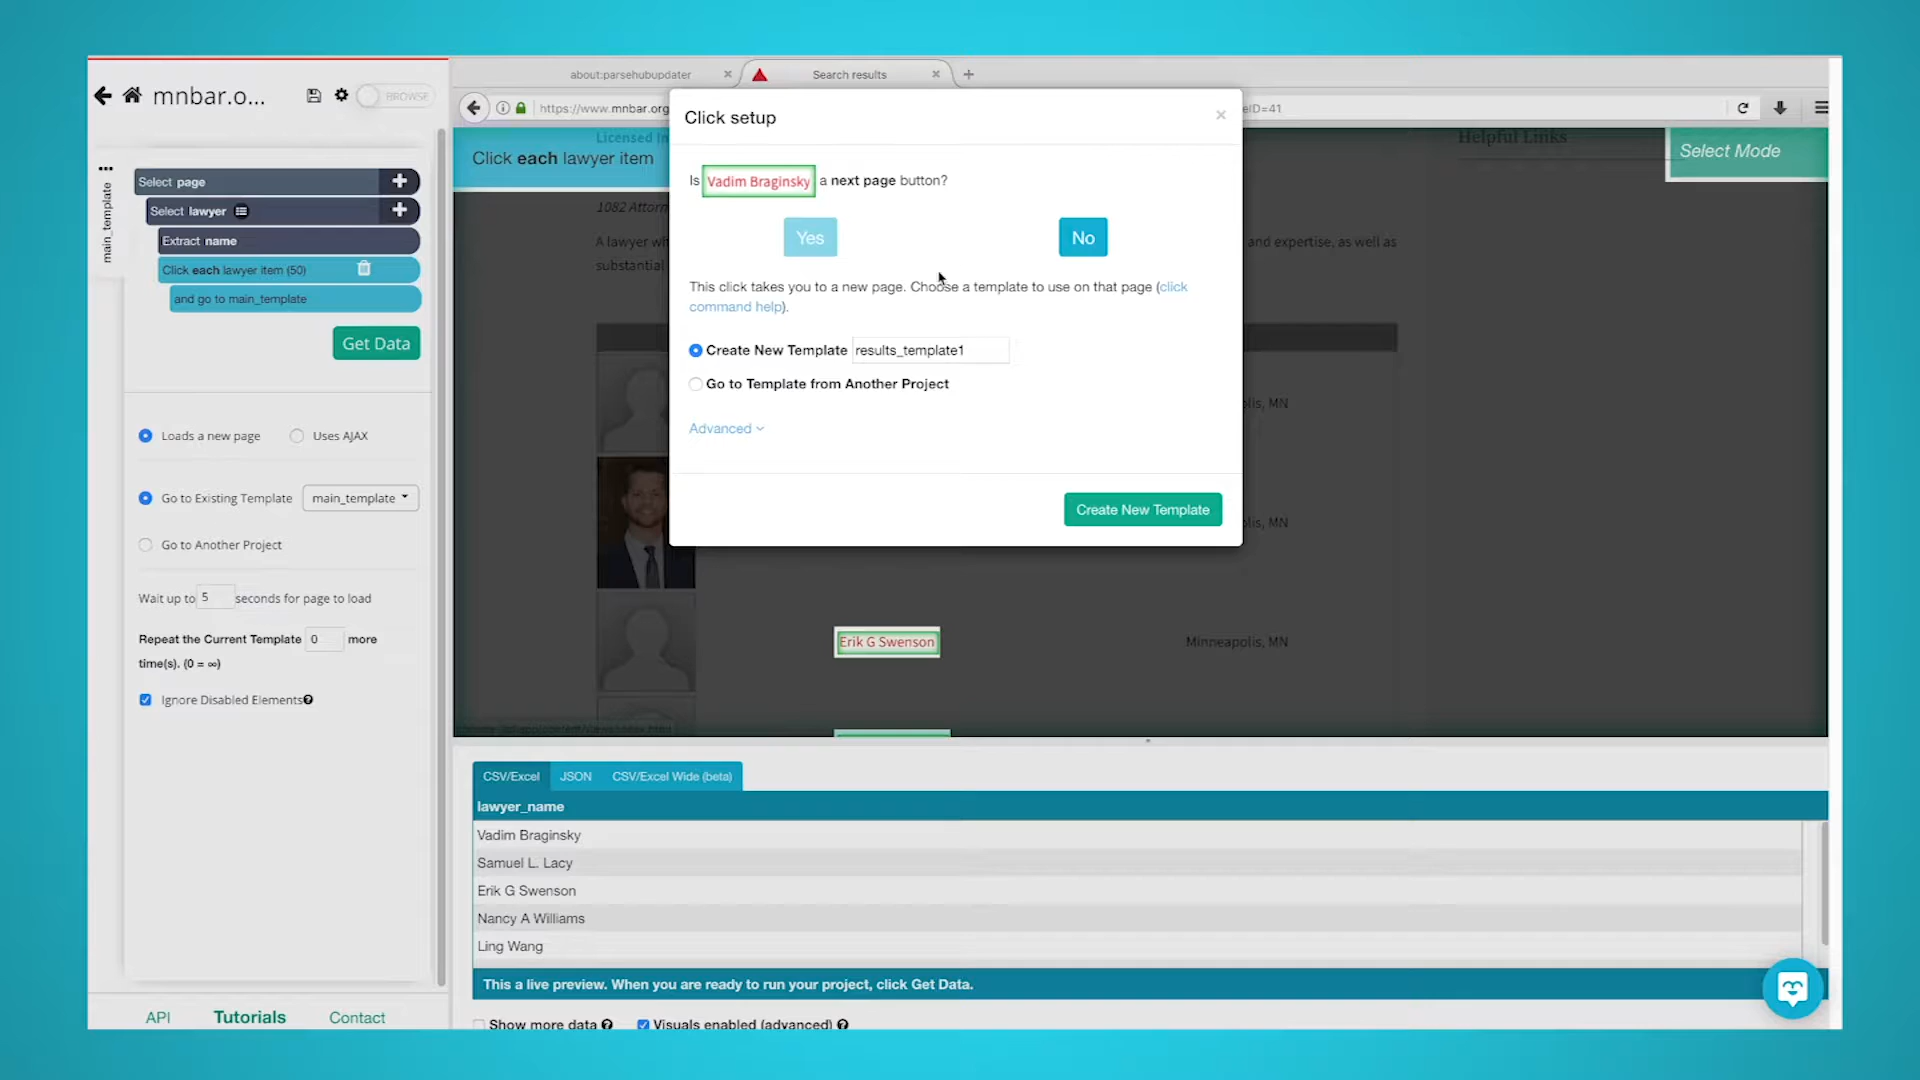 mnbar.o...
BROWSE
main_template
Select page
Select lawyer
Extract name
Click each lawyer item (50)
and go to main_template
Get Data
Loads a new page
Uses AJAX
Go to Existing Template
main_template
Go to Another Project
Wait up to 5 seconds for page to load
Repeat the Current Template 0 more
time(s). (0 = ∞)
Ignore Disabled Elements
API
Tutorials
Contact
about:parsehubupdater
Search results
https://www.mnbar.org
eID=41
Click each lawyer item
Helpful Links
Select Mode
1082 Attor
A lawyer wh
and expertise, as well as
substantial
Click setup
Is Vadim Braginsky a next page button?
Yes
No
This click takes you to a new page. Choose a template to use on that page (click
command help).
Create New Template results_template1
Go to Template from Another Project
Advanced
Create New Template
lis, MN
lis, MN
Erik G Swenson
Minneapolis, MN
CSV/Excel
JSON
CSV/Excel Wide (beta)
lawyer_name
Vadim Braginsky
Samuel L. Lacy
Erik G Swenson
Nancy A Williams
Ling Wang
This a live preview. When you are ready to run your project, click Get Data.
Show more data
Visuals enabled (advanced)